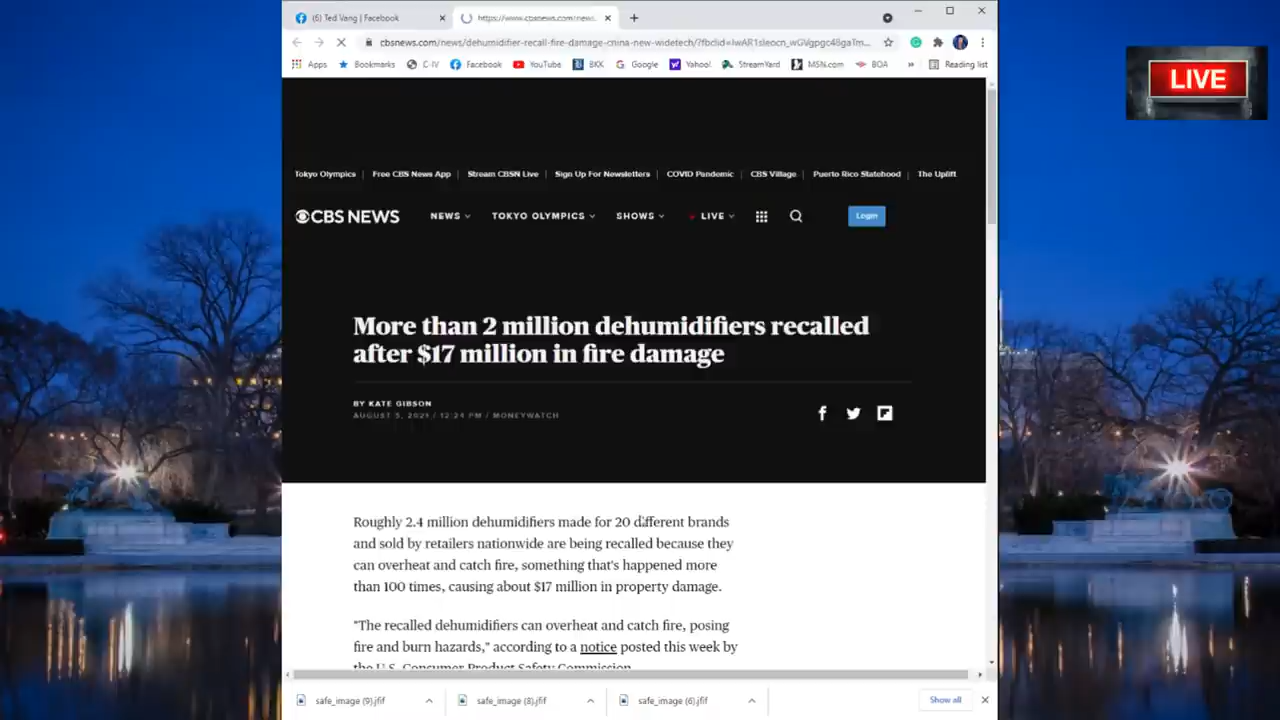 (6) Ted Vang | Facebook
https://www.cbsnews.com/news
LIVE
cbsnews.com/news/dehumidifier-recall-fire-damage-china-new-widetech/?fbclid=
Apps Bookmarks C-IV Facebook YouTube BKK Google Yahoo! StreamYard MSN.com BOA » Reading list
Tokyo Olympics | Free CBS News App | Stream CBSN Live | Sign Up For Newsletters | COVID Pandemic | CBS Village | Puerto Rico Statehood | The Uplift
CBS NEWS NEWS TOKYO OLYMPICS SHOWS LIVE Login
More than 2 million dehumidifiers recalled
after $17 million in fire damage
BY KATE GIBSON
AUGUST 5, 2021 / 12:24 PM / MONEYWATCH
Roughly 2.4 million dehumidifiers made for 20 different brands
and sold by retailers nationwide are being recalled because they
can overheat and catch fire, something that's happened more
than 100 times, causing about $17 million in property damage.
"The recalled dehumidifiers can overheat and catch fire, posing
fire and burn hazards," according to a notice posted this week by
the U.S. Consumer Product Safety Commission.
safe_image (9).jfif safe_image (8).jfif safe_image (6).jfif Show all